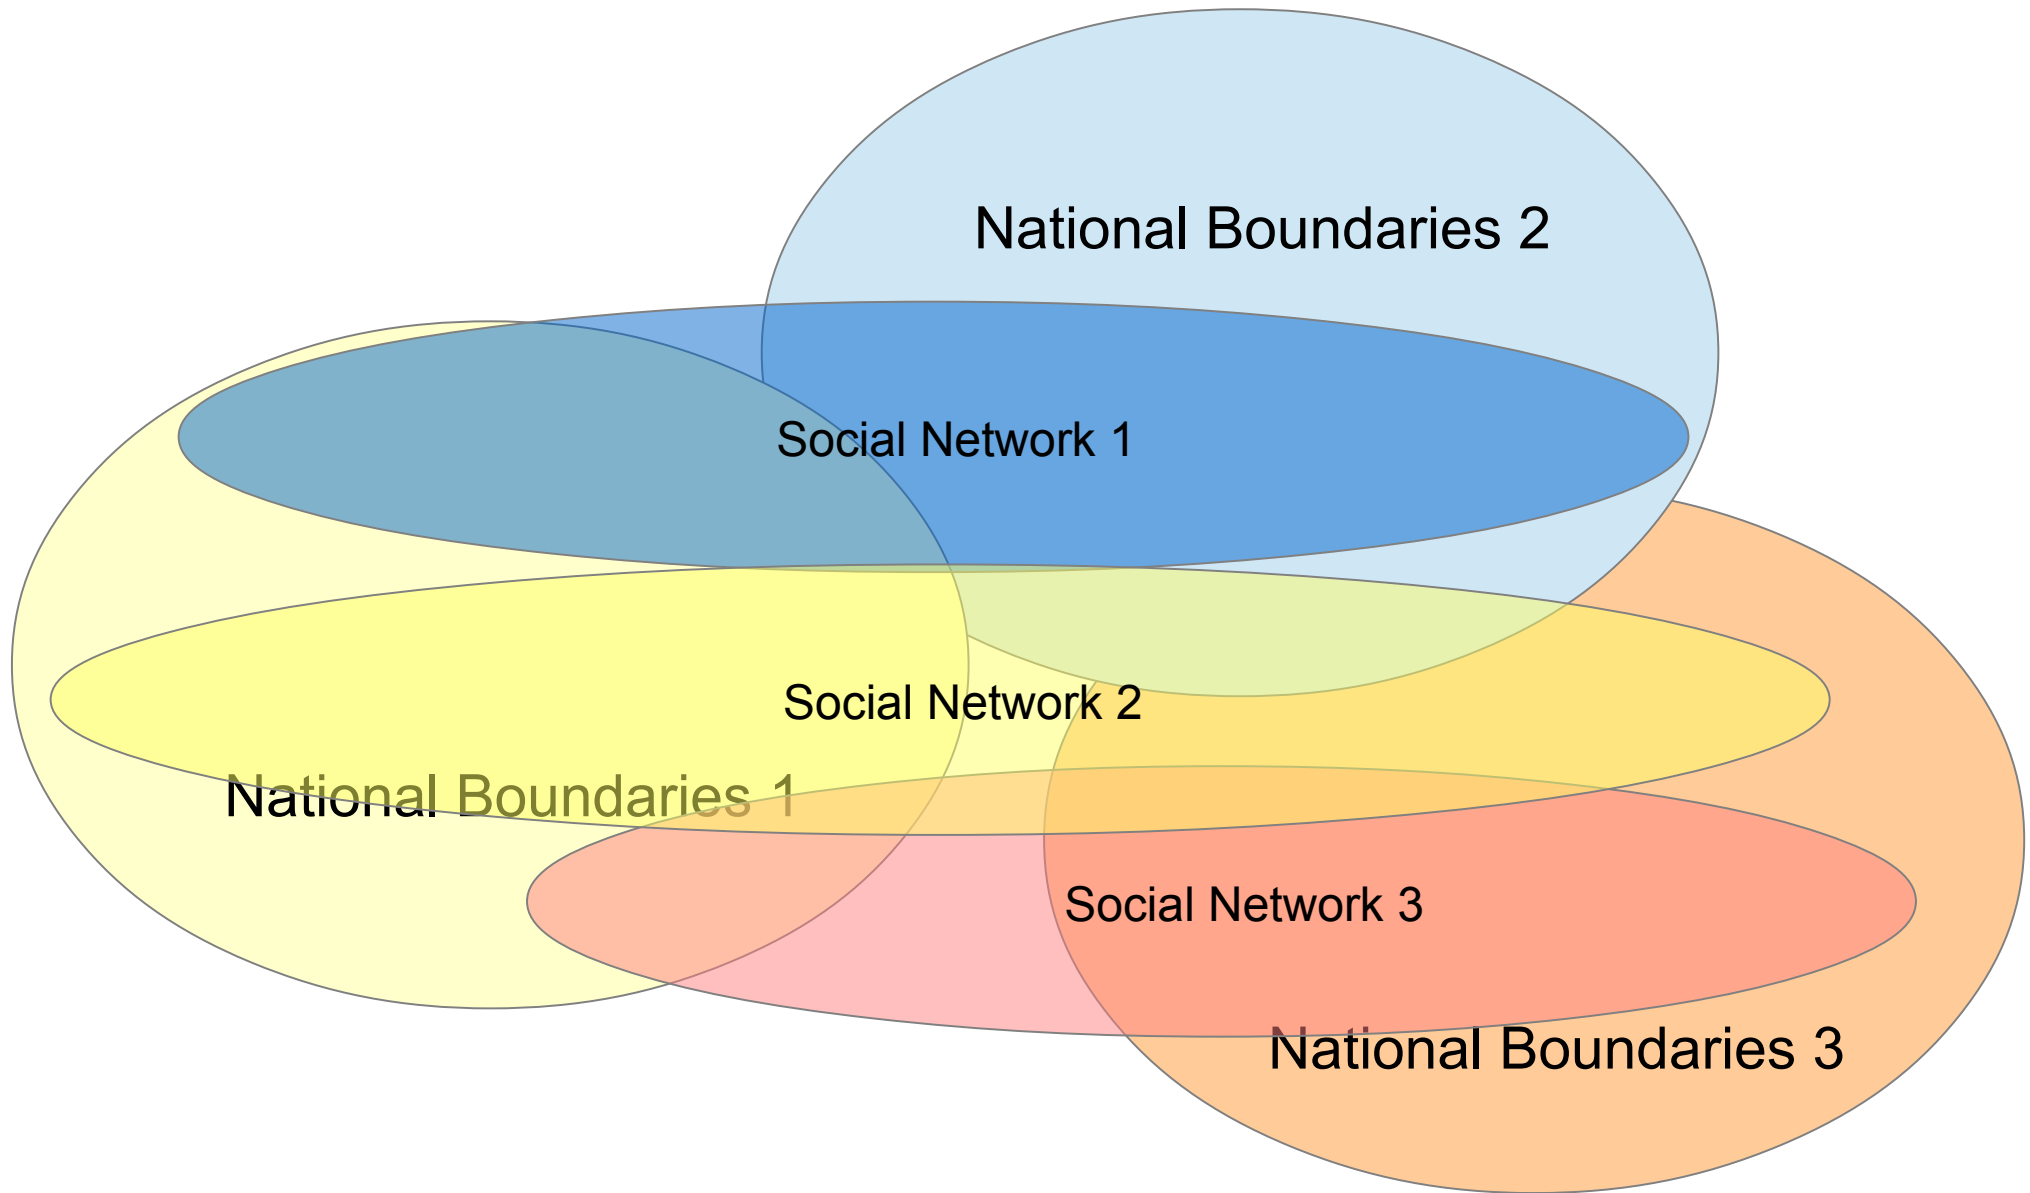 National Boundaries 2
Social Network 1
Social Network 2
National Boundaries 1
Social Network 3
National Boundaries 3